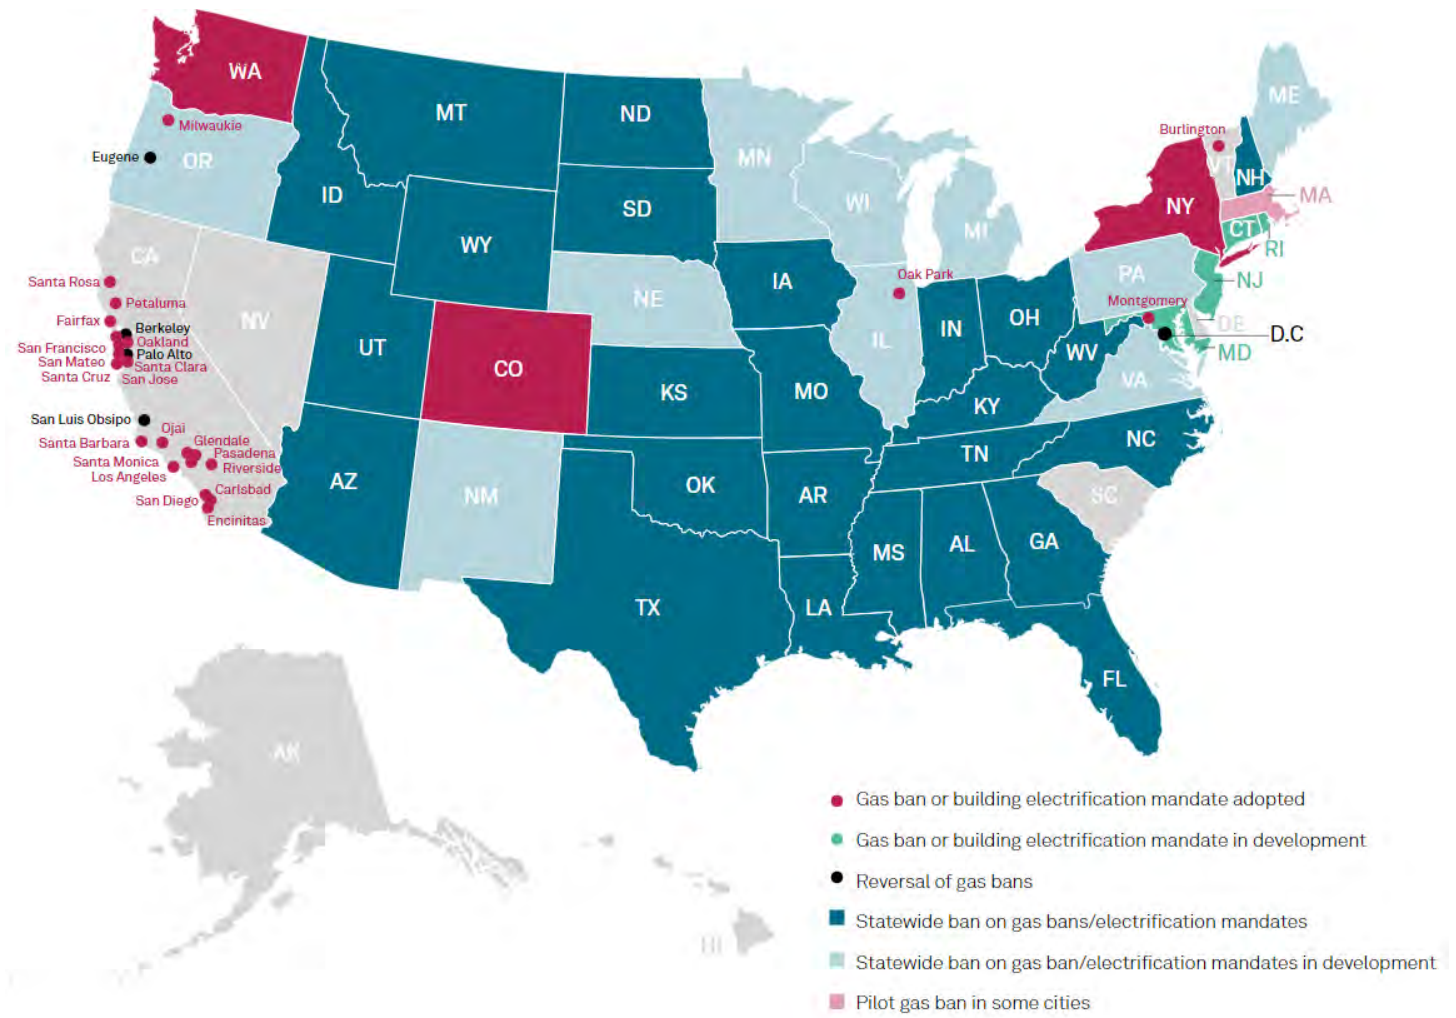 WA
MT
ND
MN
ME
Milwaukie
Burlington
Eugene
OR
VT
NH
ID
SD
WI
MA
NY
WY
MI
CT
RI
CA
PA
NJ
Santa Rosa
IA
Oak Park
Petaluma
NE
Montgomery
Fairfax
NV
DE
Berkeley
OH
D.C
Oakland
IN
IL
San Francisco
UT
WV
MD
Palo Alto
San Mateo
Santa Clara
CO
Santa Cruz
San Jose
VA
KS
MO
KY
San Luis Obsipo
Ojai
Santa Barbara
Glendale
NC
Pasadena
TN
Santa Monica
Riverside
Los Angeles
AZ
OK
Carlsbad
NM
AR
SC
San Diego
Encinitas
MS
AL
GA
TX
LA
FL
AK
HI
Gas ban or building electrification mandate adopted
Gas ban or building electrification mandate in development
Reversal of gas bans
Statewide ban on gas bans/electrification mandates
Statewide ban on gas ban/electrification mandates in development
Pilot gas ban in some cities